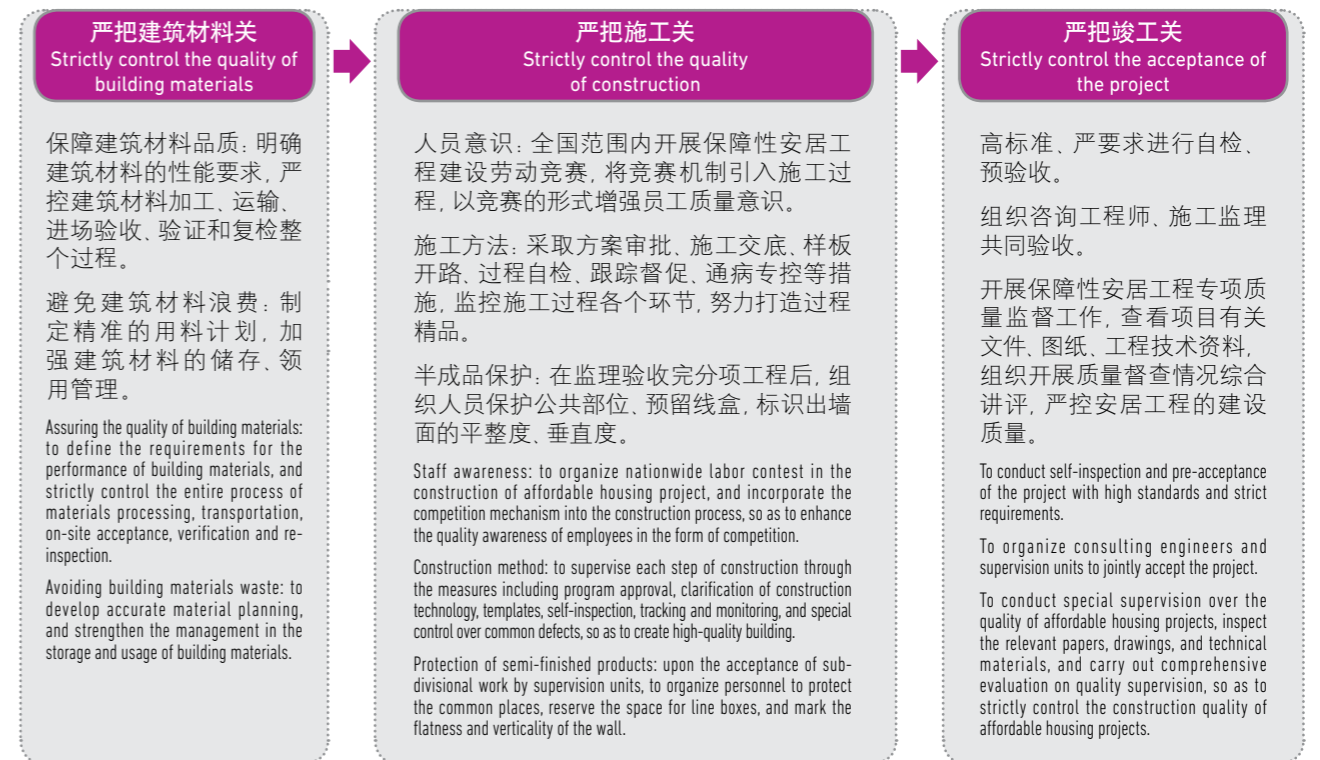 严把建筑材料关
Strictly control the quality of
building materials
保障建筑材料品质：明确
建筑材料的性能要求，严
控建筑材料加工、运输、
进场验收、验证和复检整
个过程。
避免建筑材料浪费：制
定精准的用料计划，加
强建筑材料的储存、领
用管理。
Assuring the quality of building materials:
to define the requirements for the
performance of building materials, and
strictly control the entire process of
materials processing, transportation,
on-site acceptance, verification and re-
inspection.
Avoiding building materials waste: to
develop accurate material planning,
and strengthen the management in the
storage and usage of building materials.
严把施工关
Strictly control the quality
of construction
人员意识：全国范围内开展保障性安居工
程建设劳动竞赛，将竞赛机制引入施工过
程，以竞赛的形式增强员工质量意识。
施工方法：采取方案审批、施工交底、样板
开路、过程自检、跟踪督促、通病专控等措
施，监控施工过程各个环节，努力打造过程
精品。
半成品保护：在监理验收完分项工程后，组
织人员保护公共部位、预留线盒，标识出墙
面的平整度、垂直度。
Staff awareness: to organize nationwide labor contest in the
construction of affordable housing project, and incorporate the
competition mechanism into the construction process, so as to enhance
the quality awareness of employees in the form of competition.
Construction method: to supervise each step of construction through
the measures including program approval, clarification of construction
technology, templates, self-inspection, tracking and monitoring, and special
control over common defects, so as to create high-quality building.
Protection of semi-finished products: upon the acceptance of sub-
divisional work by supervision units, to organize personnel to protect
the common places, reserve the space for line boxes, and mark the
flatness and verticality of the wall.
严把竣工关
Strictly control the acceptance of
the project
高标准、严要求进行自检、
预验收。
组织咨询工程师、施工监理
共同验收。
开展保障性安居工程专项质
量监督工作，查看项目有关
文件、图纸、工程技术资料，
组织开展质量督查情况综合
讲评，严控安居工程的建设
质量。
To conduct self-inspection and pre-acceptance
of the project with high standards and strict
requirements.
To organize consulting engineers and
supervision units to jointly accept the project.
To conduct special supervision over the
quality of affordable housing projects, inspect
the relevant papers, drawings, and technical
materials, and carry out comprehensive
evaluation on quality supervision, so as to
strictly control the construction quality of
affordable housing projects.